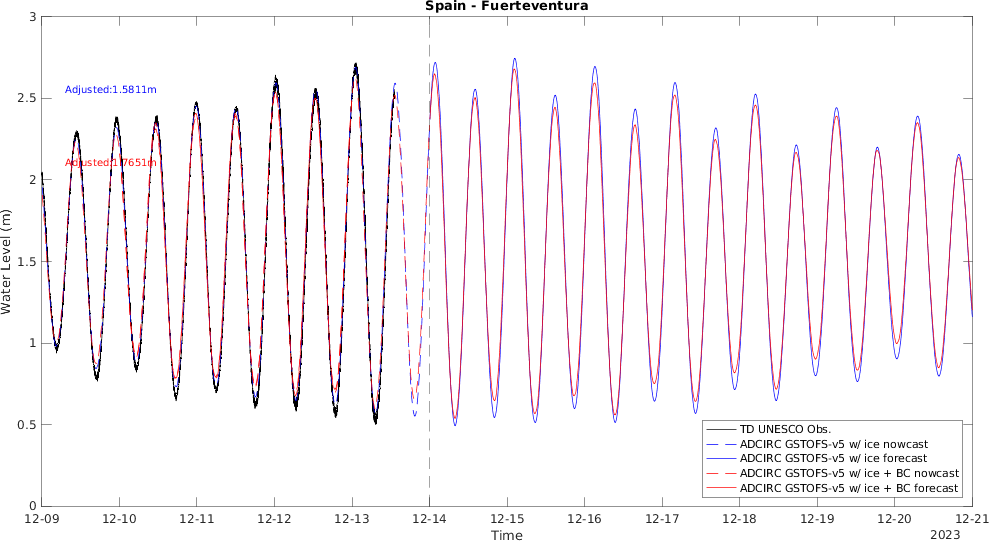 Spain - Fuerteventura
3
2.5
2
1.5
1
0.5
0
Water Level (m)
Adjusted:1.5811m
Adjusted:1.7651m
TD UNESCO Obs.
ADCIRC GSTOFS-v5 w/ ice nowcast
ADCIRC GSTOFS-v5 w/ ice forecast
ADCIRC GSTOFS-v5 w/ ice + BC nowcast
ADCIRC GSTOFS-v5 w/ ice + BC forecast
12-09 12-10 12-11 12-12 12-13 12-14 12-15 12-16 12-17 12-18 12-19 12-20 12-21
Time
2023